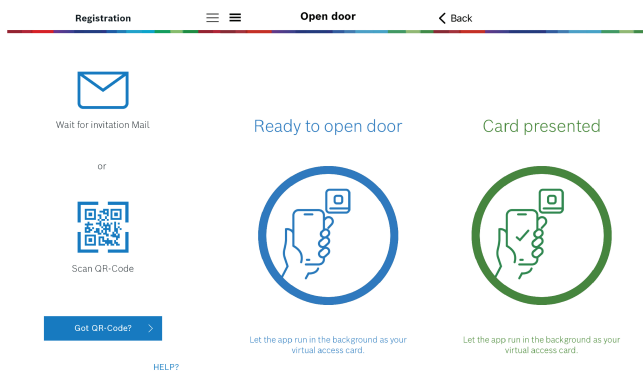 Registration
Wait for invitation Mail
or
Scan QR-Code
Got QR-Code?
HELP?
Open door
Ready to open door
Let the app run in the background as your
virtual access card.
Back
Card presented
Let the app run in the background as your
virtual access card.